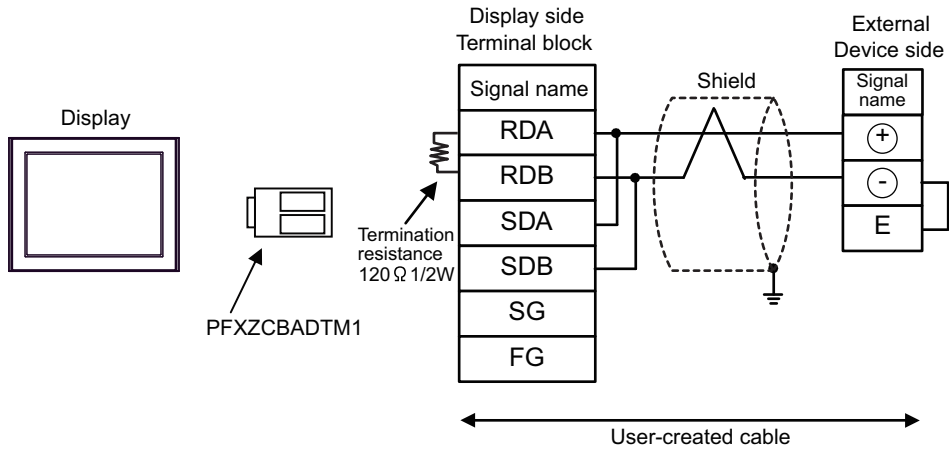 Display
PFXZCBADTM1
Termination
resistance
120Ω 1/2W
Display side
Terminal block
Signal name
RDA
RDB
SDA
SDB
SG
FG
Shield
External
Device side
Signal
name
+
-
E
User-created cable